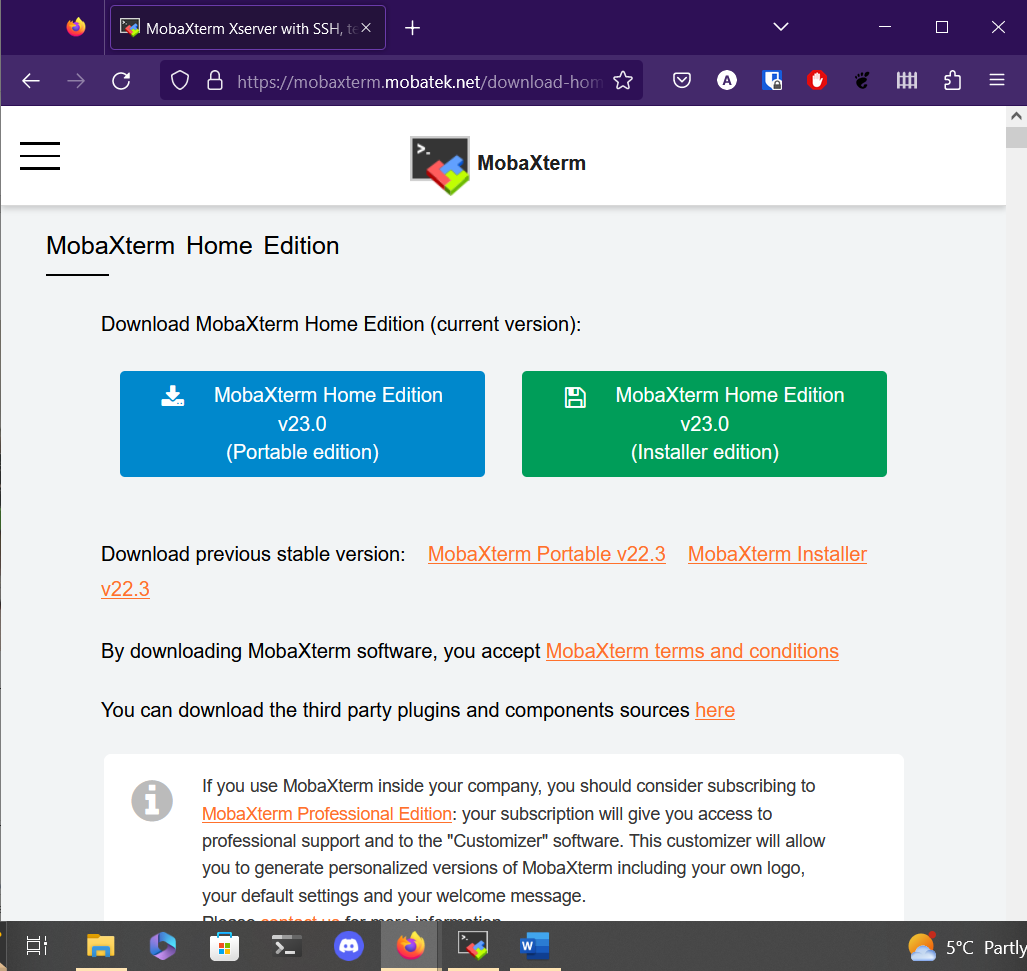 MobaXterm Xserver with SSH, te
https://mobaxterm.mobatek.net/download-hom
A
>_
MobaXterm
MobaXterm Home Edition
Download MobaXterm Home Edition (current version):
MobaXterm Home Edition
v23.0
(Portable edition)
MobaXterm Home Edition
v23.0
(Installer edition)
Download previous stable version: MobaXterm Portable v22.3 MobaXterm Installer
v22.3
By downloading MobaXterm software, you accept MobaXterm terms and conditions
You can download the third party plugins and components sources here
If you use MobaXterm inside your company, you should consider subscribing to
MobaXterm Professional Edition: your subscription will give you access to
professional support and to the "Customizer" software. This customizer will allow
you to generate personalized versions of MobaXterm including your own logo,
your default settings and your welcome message.
Please contact us for more information
W
5°C Partly